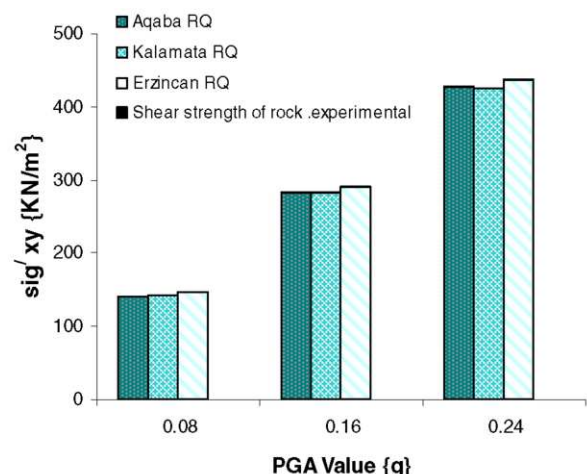 Aqaba RQ
Kalamata RQ
Erzincan RQ
Shear strength of rock .experimental
sig/ xy {KN/m²}
500
400
300
200
100
0
0.08 0.16 0.24
PGA Value {g}